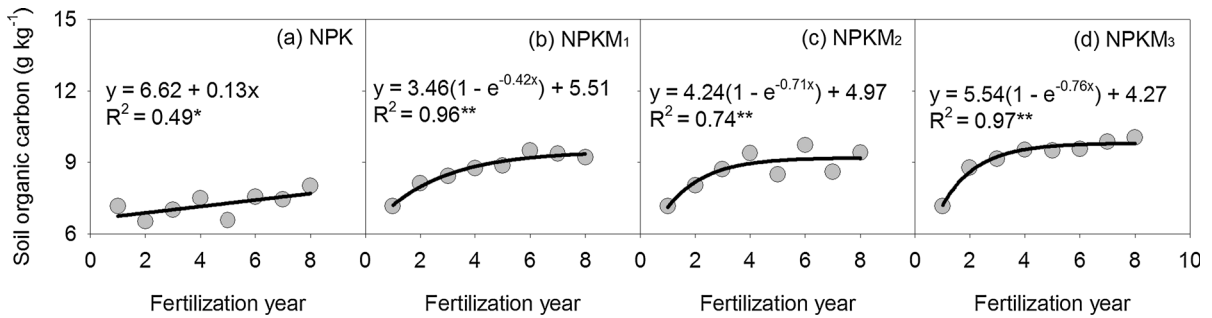 Soil organic carbon (g kg⁻¹)
15
12
9
6
(a) NPK
y = 6.62 + 0.13x
R² = 0.49*
(b) NPKM₁
y = 3.46(1 - e⁻⁰·⁴²ˣ) + 5.51
R² = 0.96**
(c) NPKM₂
y = 4.24(1 - e⁻⁰·⁷¹ˣ) + 4.97
R² = 0.74**
(d) NPKM₃
y = 5.54(1 - e⁻⁰·⁷⁶ˣ) + 4.27
R² = 0.97**
0 2 4 6 8 0 2 4 6 8 0 2 4 6 8 0 2 4 6 8 10
Fertilization year Fertilization year Fertilization year Fertilization year